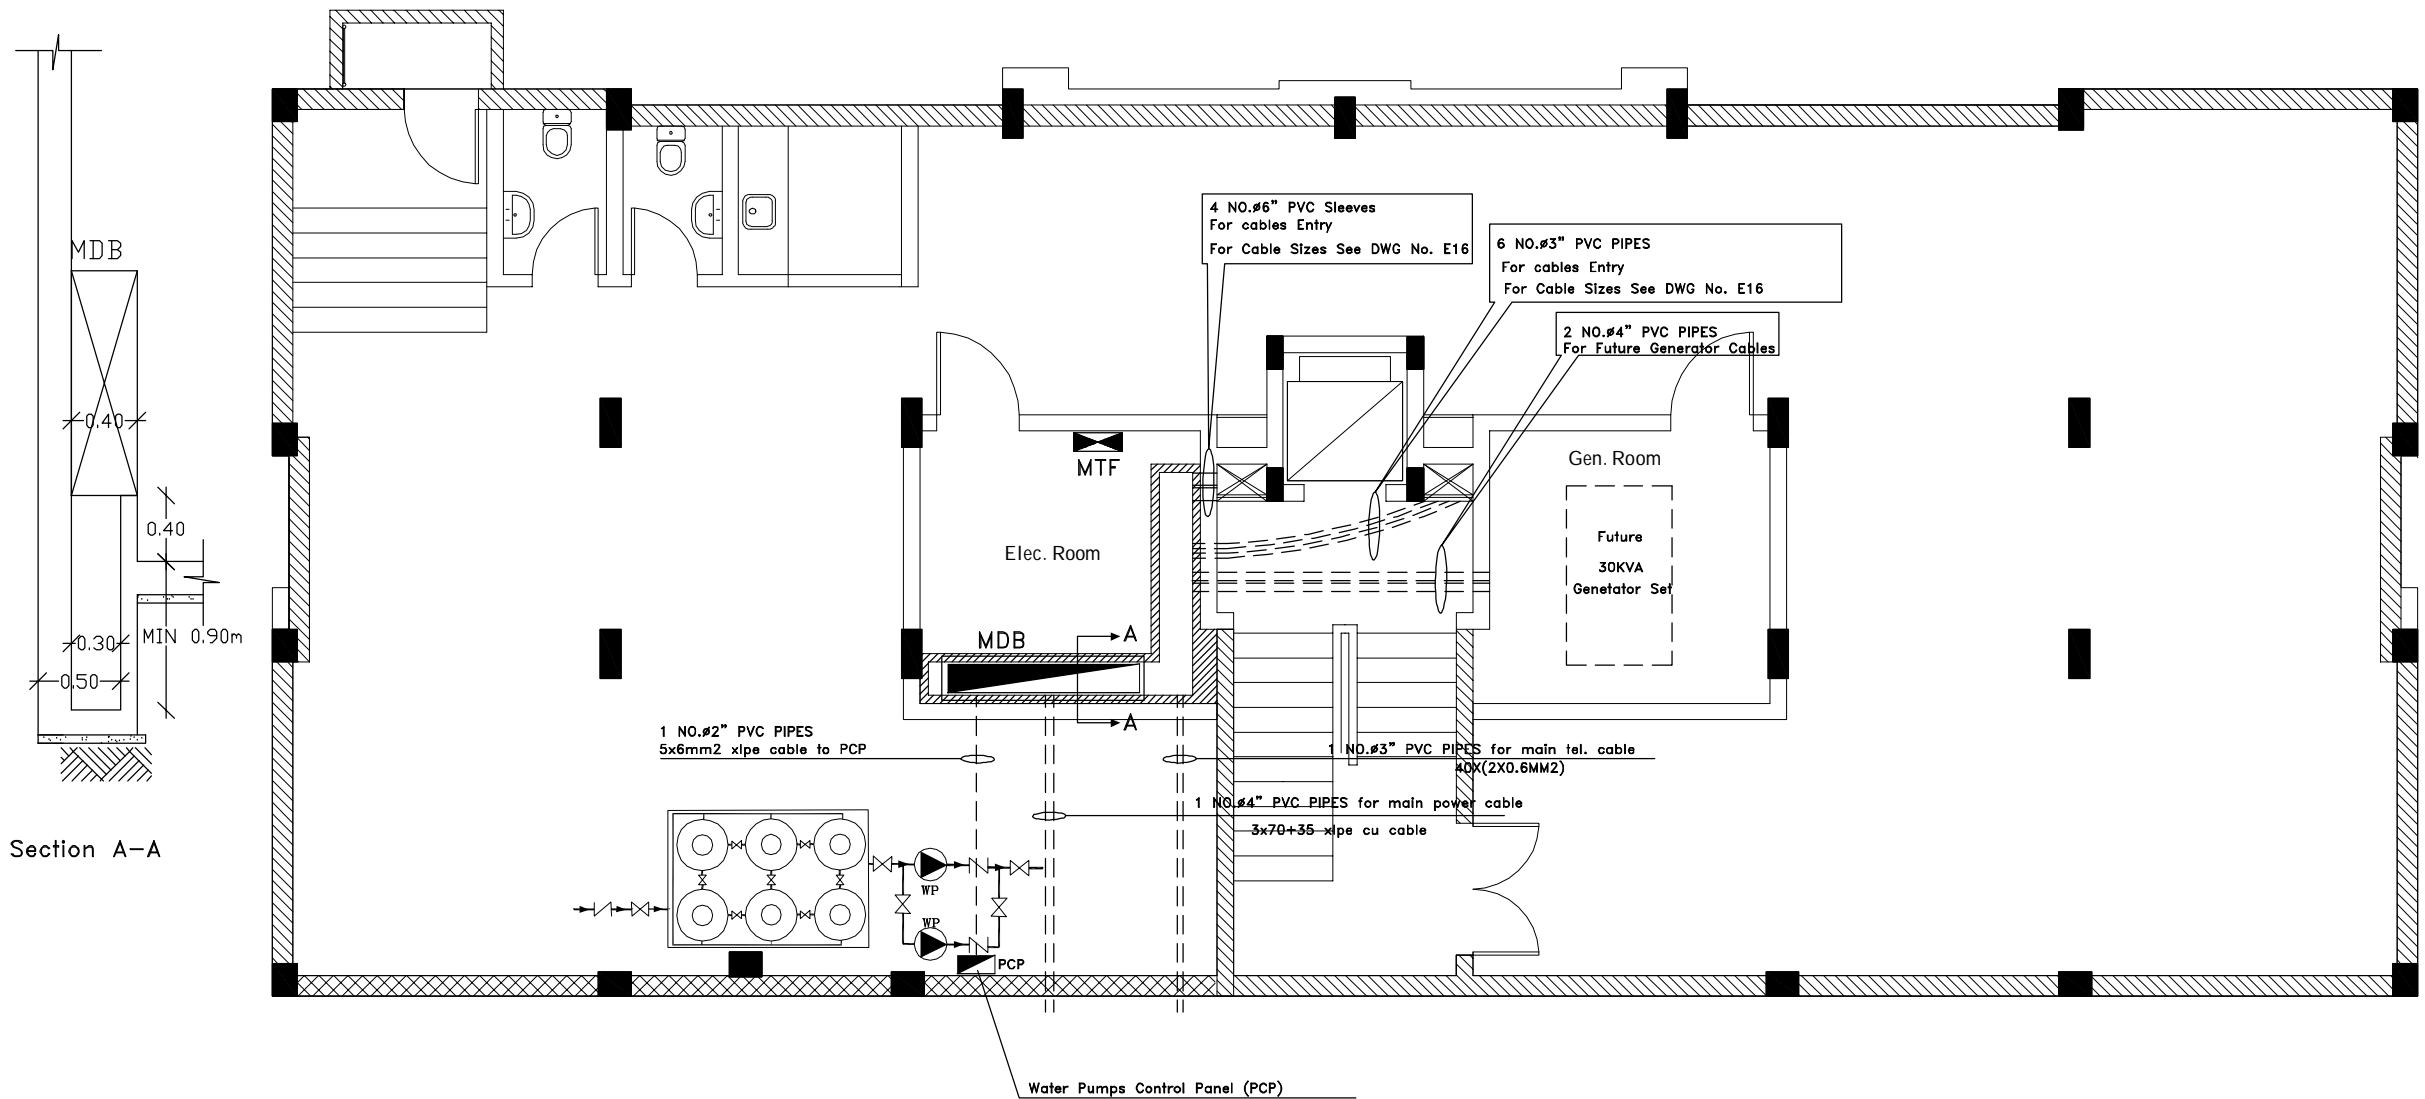 MDB
0.40
0.40
0.30
MIN 0.90m
0.50
Section A-A
4 NO.ø6" PVC Sleeves
For cables Entry
For Cable Sizes See DWG No. E16
6 NO.ø3" PVC PIPES
For cables Entry
For Cable Sizes See DWG No. E16
2 NO.ø4" PVC PIPES
For Future Generator Cables
MTF
Elec. Room
Gen. Room
Future
30KVA
Genetator Set
MDB
A
A
1 NO.ø2" PVC PIPES
5x6mm2 xlpe cable to PCP
1 NO.ø3" PVC PIPES for main tel. cable
40X(2X0.6MM2)
1 NO.ø4" PVC PIPES for main power cable
3x70+35 xlpe cu cable
WP
WP
PCP
Water Pumps Control Panel (PCP)